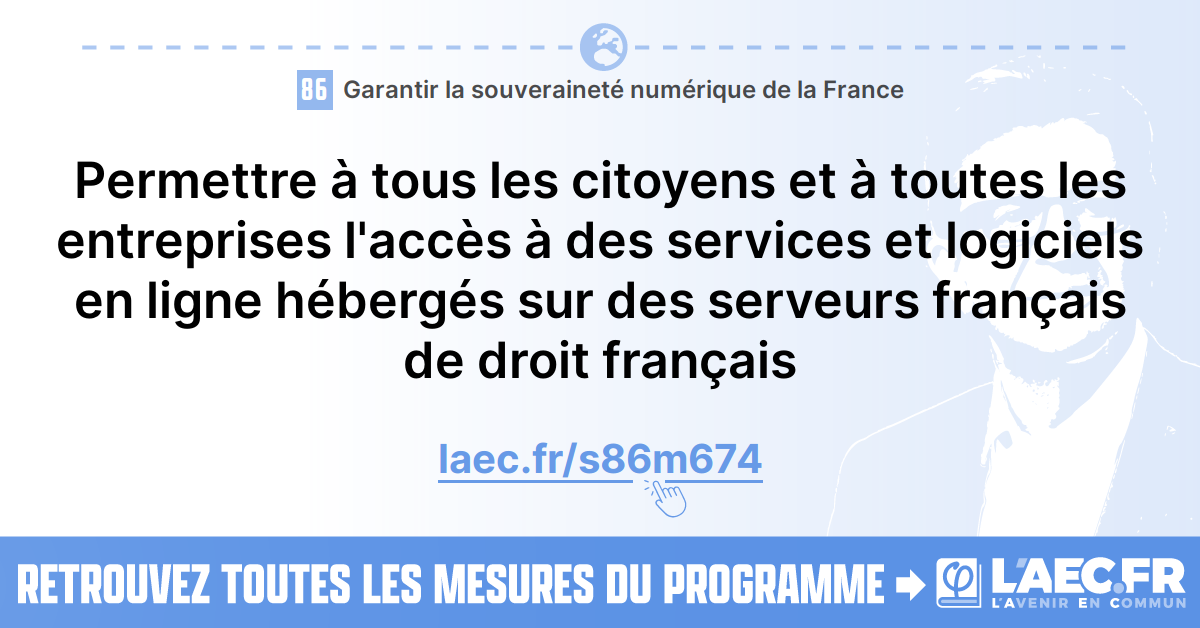 86 Garantir la souveraineté numérique de la France
Permettre à tous les citoyens et à toutes les
entreprises l'accès à des services et logiciels
en ligne hébergés sur des serveurs français
de droit français
laec.fr/s86m674
RETROUVEZ TOUTES LES MESURES DU PROGRAMME
φ L'AEC.FR
L'AVENIR EN COMMUN